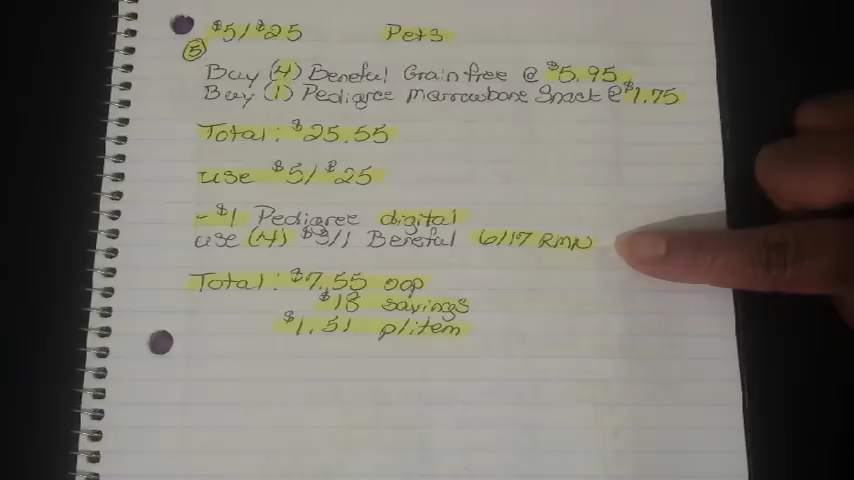 $5/$25 Pets
5
Buy (4) Beneful Grain free @ $5.95
Buy (1) Pedigree Marrowbone Snack @ $1.75
Total: $25.55
use $5/$25
-$1 Pedigree digital
use (4) $3/1 Beneful 6/17 RMN
Total: $7.55 oop
$18 savings
$1.51 p/item